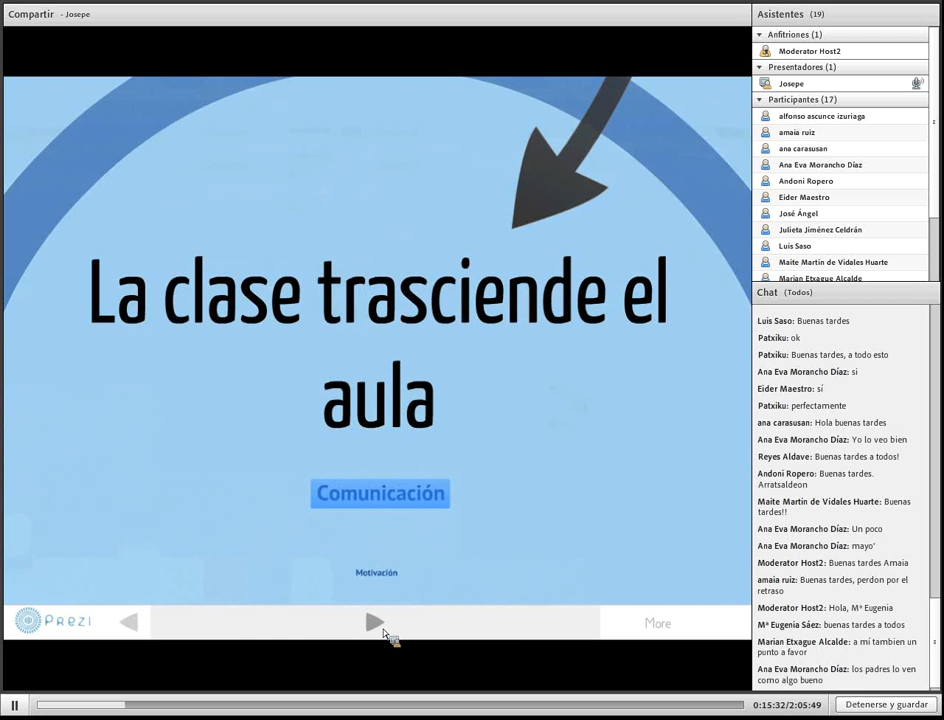 Compartir - Josepe
La clase trasciende el
aula
Comunicación
Motivación
PREZI
More
Asistentes (19)
Anfitriones (1)
Moderator Host2
Presentadores (1)
Josepe
Participantes (17)
alfonso ascunce izuriaga
amaia ruiz
ana carasusan
Ana Eva Morancho Díaz
Andoni Ropero
Eider Maestro
José Ángel
Julieta Jiménez Celdrán
Luis Saso
Maite Martin de Vidales Huarte
Marian Etxague Alcalde
Chat (Todos)
Luis Saso: Buenas tardes
Patxiku: ok
Patxiku: Buenas tardes, a todo esto
Ana Eva Morancho Díaz: si
Eider Maestro: sí
Patxiku: perfectamente
ana carasusan: Hola buenas tardes
Ana Eva Morancho Díaz: Yo lo veo bien
Reyes Aldave: Buenas tardes a todos!
Andoni Ropero: Buenas tardes.
Arratsaldeon
Maite Martin de Vidales Huarte: Buenas
tardes!!
Ana Eva Morancho Díaz: Un poco
Ana Eva Morancho Díaz: mayo'
Moderator Host2: Buenas tardes Amaia
amaia ruiz: Buenas tardes, perdon por el
retraso
Moderator Host2: Hola, Mª Eugenia
Mª Eugenia Sáez: buenas tardes a todos
Marian Etxague Alcalde: a mí tambien un
punto a favor
Ana Eva Morancho Díaz: los padres lo ven
como algo bueno
0:15:32/2:05:49
Detenerse y guardar